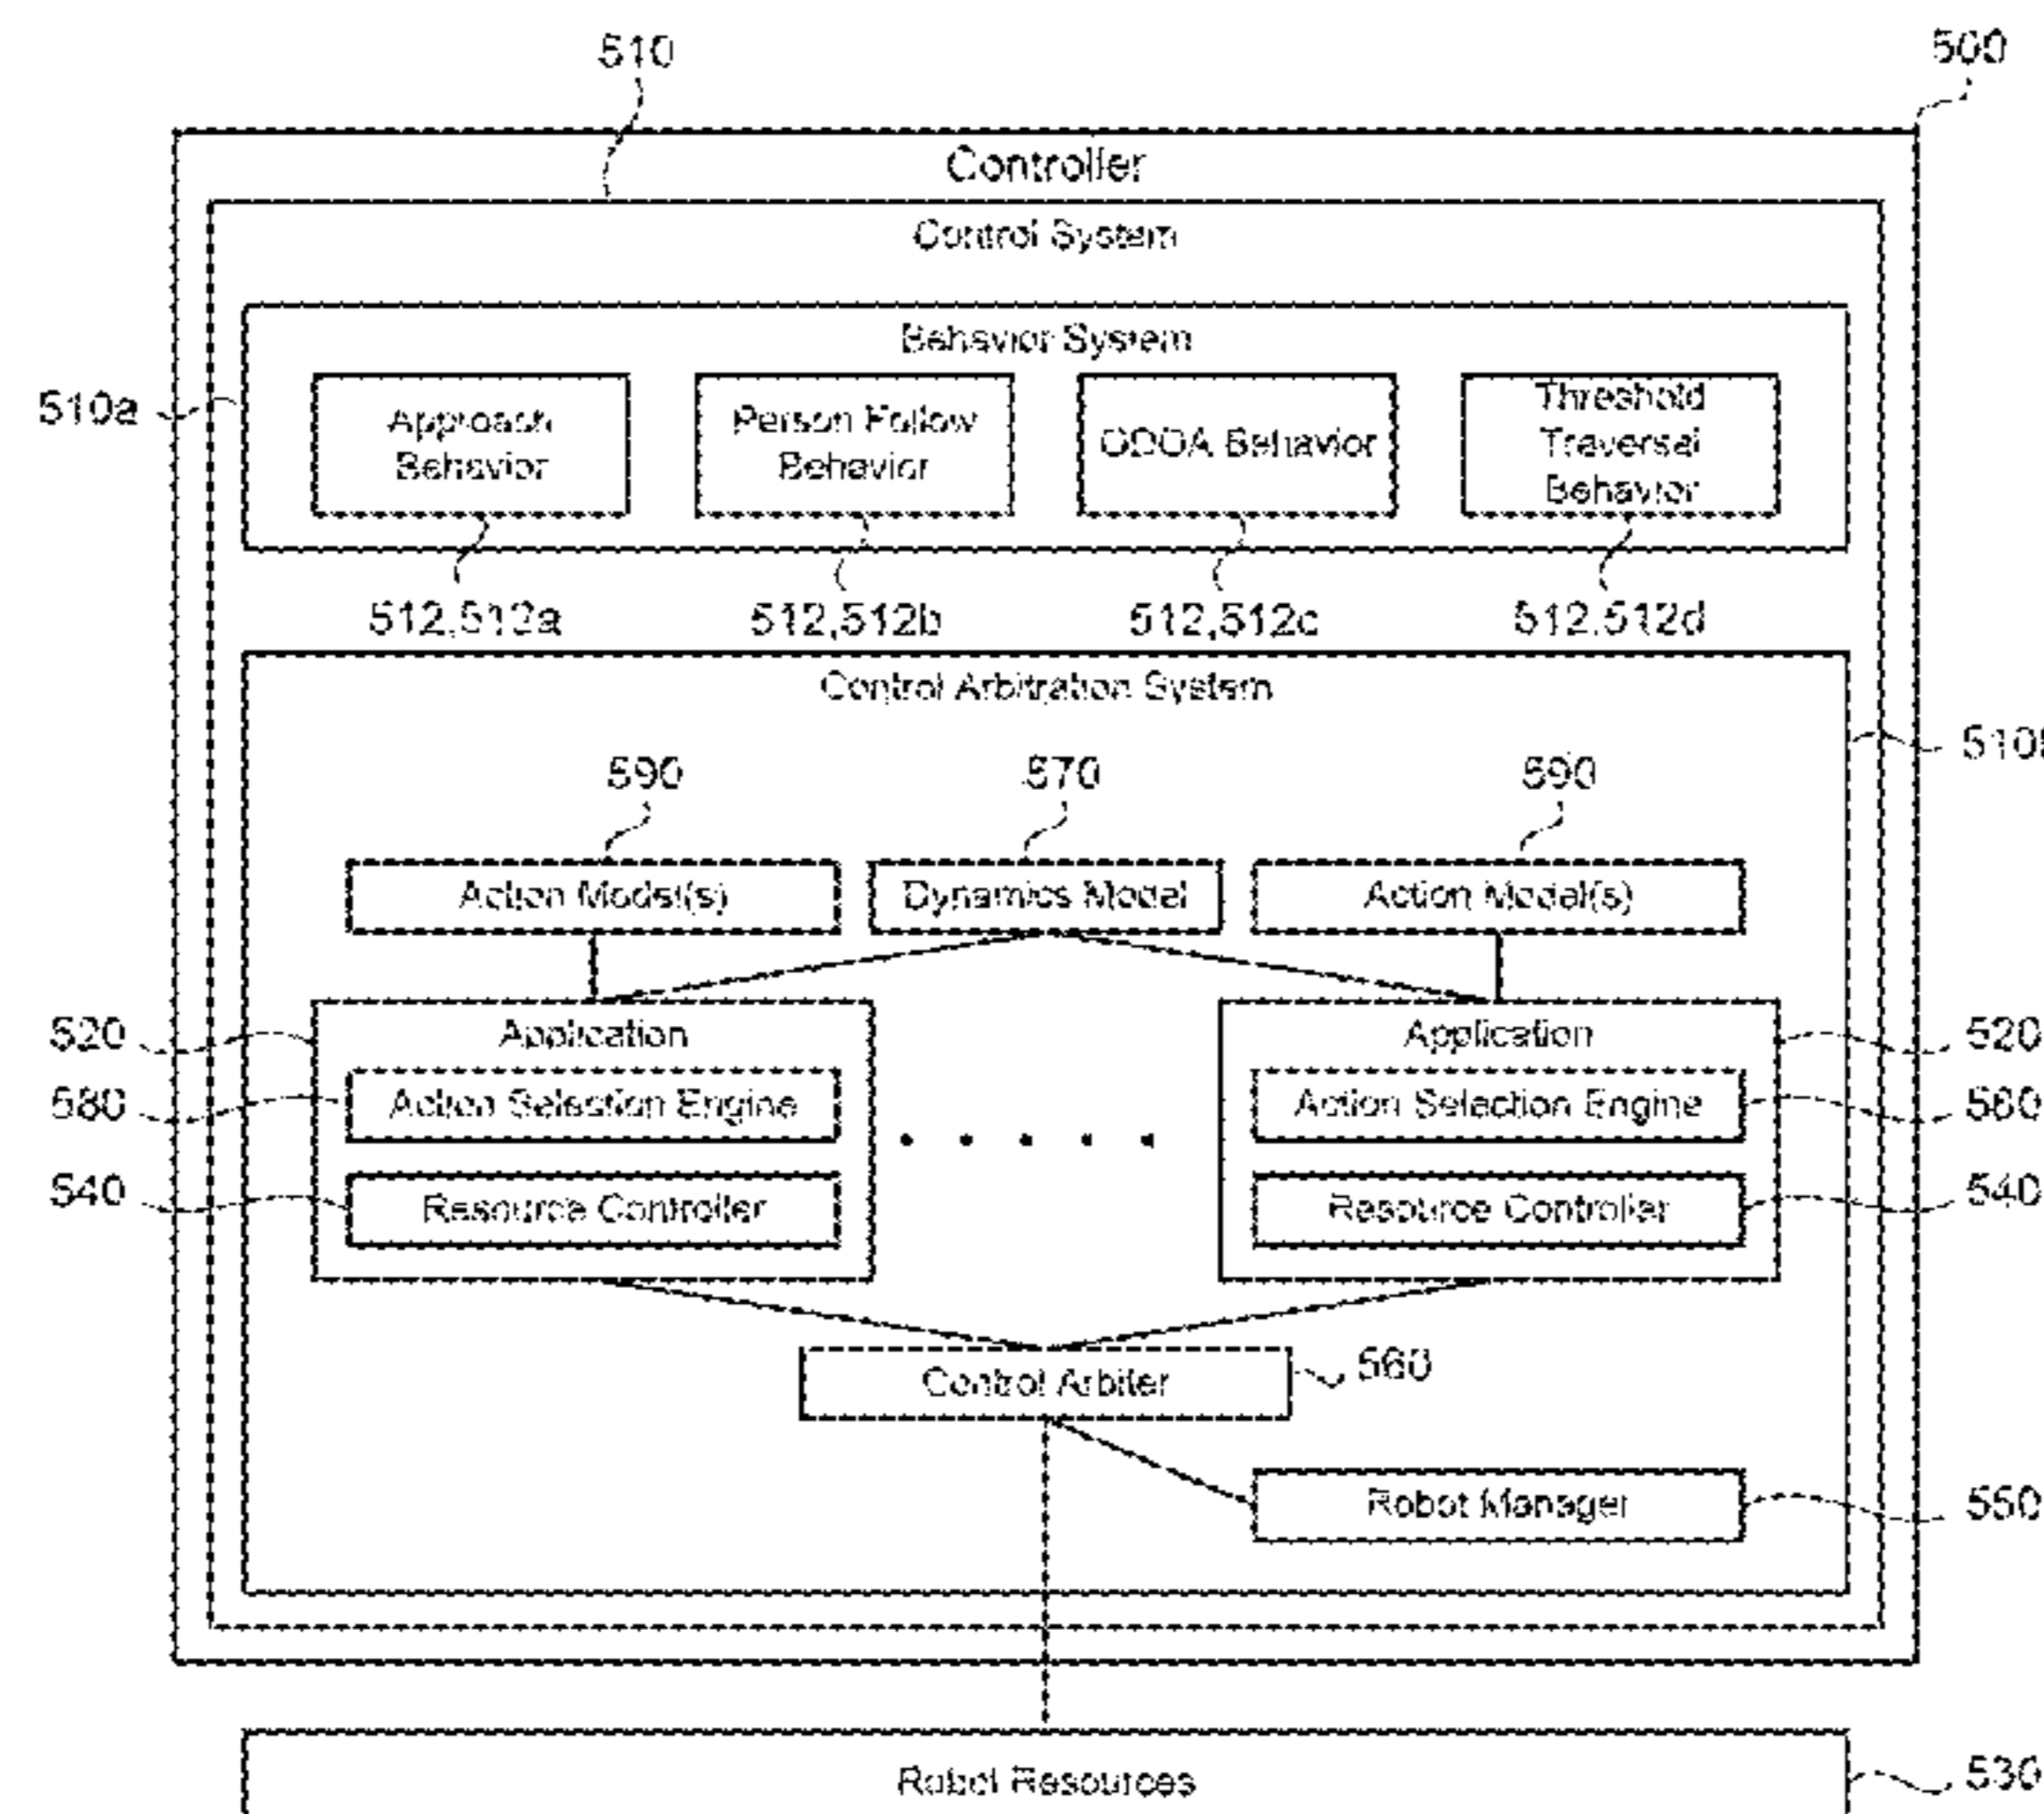 510
500
Controller
Control System
Behavior System
510a
Approach
Behavior
Person Follow
Behavior
ODOA Behavior
Threshold
Traversal
Behavior
512,512a
512,512b
512,512c
512,512d
Control Arbitration System
590
570
590
Action Model(s)
Dynamics Model
Action Model(s)
520
Application
Application
520
580
Action Selection Engine
Action Selection Engine
540
Resource Controller
Resource Controller
540
Control Arbiter
560
Robot Manager
550
Robot Resources
530